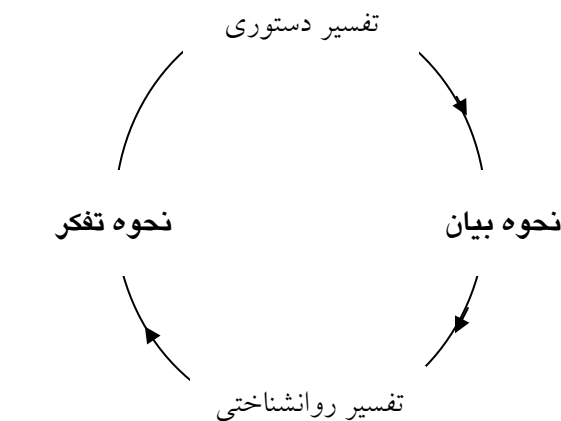 تفسیر دستوری
نحوه بیان
نحوه تفکر
تفسیر روانشناختی